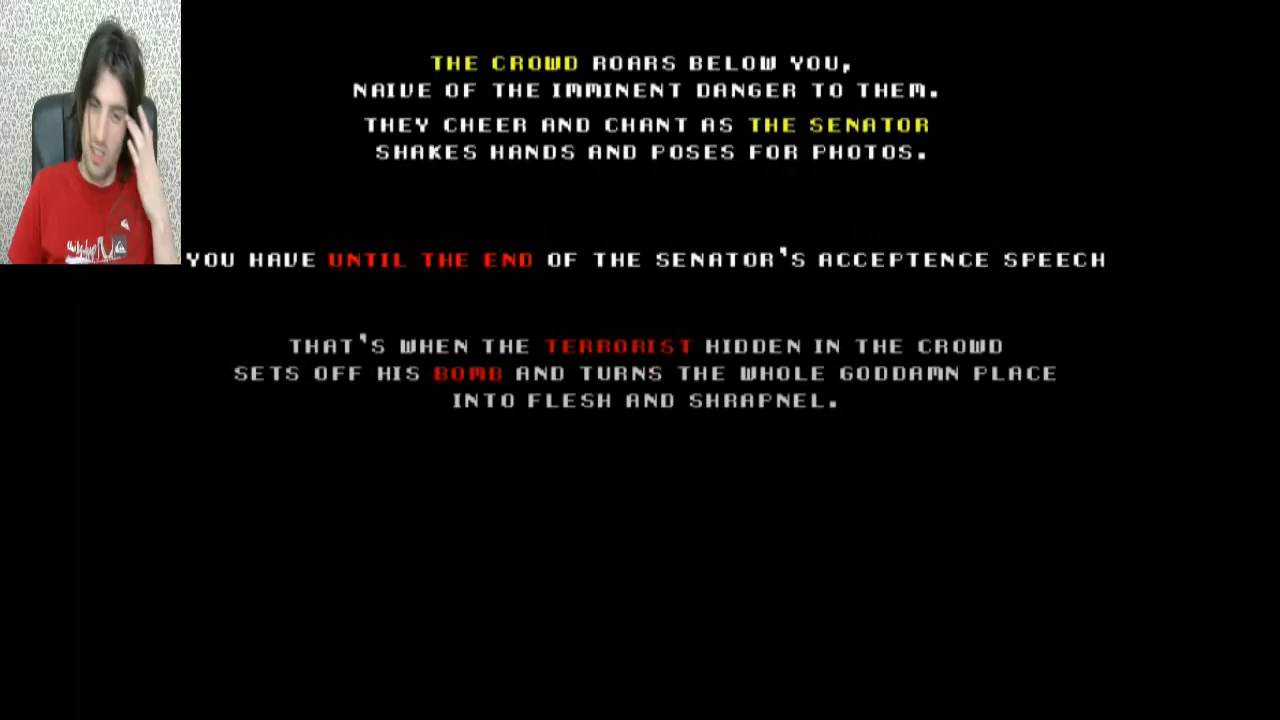 THE CROWD ROARS BELOW YOU,
NAIVE OF THE IMMINENT DANGER TO THEM.
THEY CHEER AND CHANT AS THE SENATOR
SHAKES HANDS AND POSES FOR PHOTOS.
YOU HAVE UNTIL THE END OF THE SENATOR'S ACCEPTENCE SPEECH
THAT'S WHEN THE TERRORIST HIDDEN IN THE CROWD
SETS OFF HIS BOMB AND TURNS THE WHOLE GODDAMN PLACE
INTO FLESH AND SHRAPNEL.